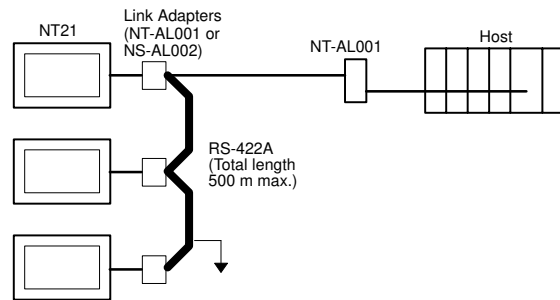 NT21
Link Adapters
(NT-AL001 or
NS-AL002)
NT-AL001
Host
RS-422A
(Total length
500 m max.)